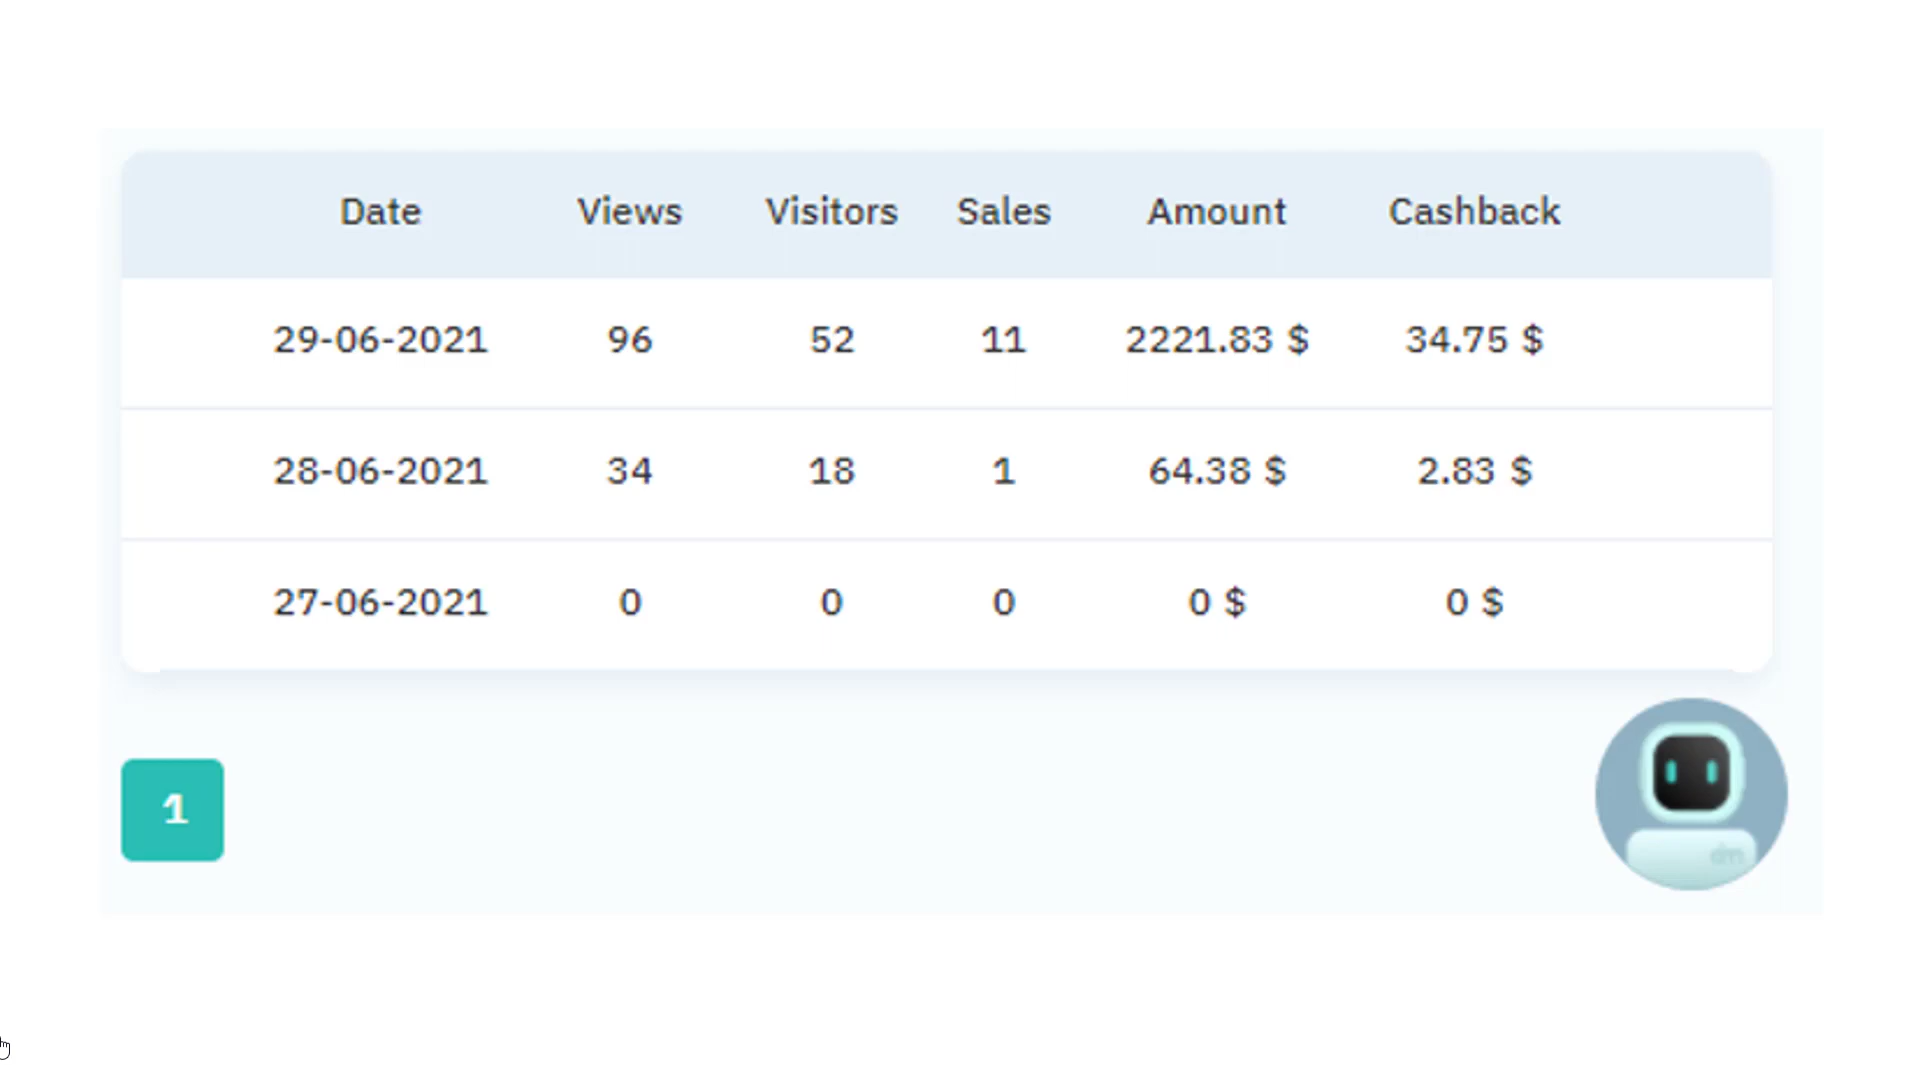 Date Views Visitors Sales Amount Cashback
29-06-2021 96 52 11 2221.83 $ 34.75 $
28-06-2021 34 18 1 64.38 $ 2.83 $
27-06-2021 0 0 0 0 $ 0 $
1